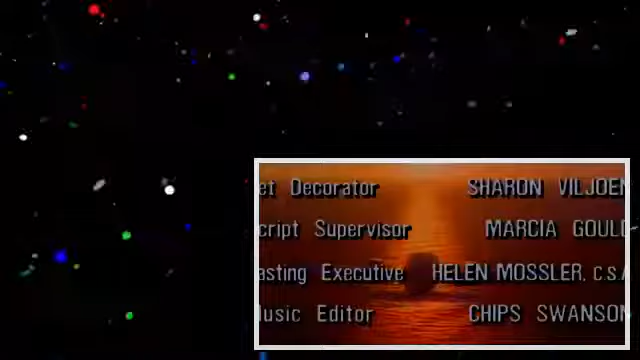 et Decorator SHARON VILJOEN
cript Supervisor MARCIA GOULD
asting Executive HELEN MOSSLER, C.S.A
usic Editor CHIPS SWANSON